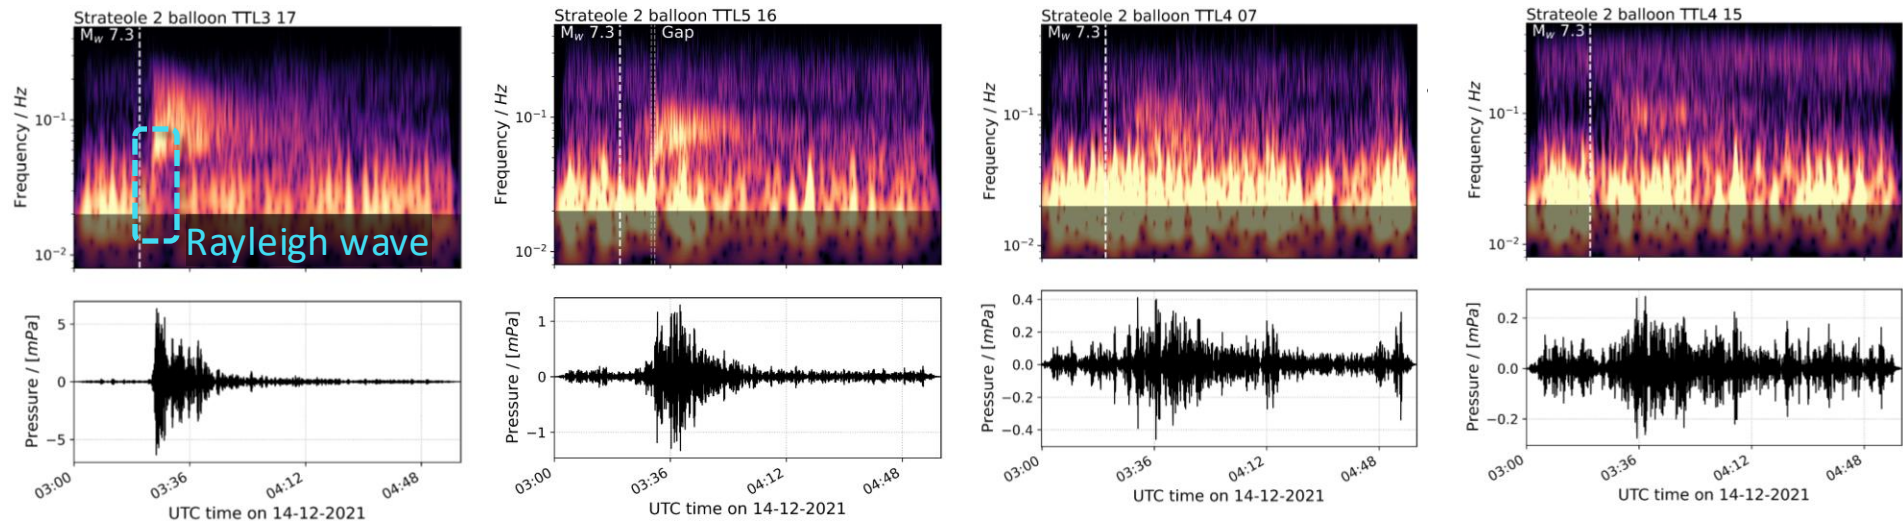 Strateole 2 balloon TTL3 17
M_w 7.3
Frequency / Hz
10⁻¹
10⁻²
Rayleigh wave
Pressure / [mPa]
5
0
−5
03:00
03:36
04:12
04:48
UTC time on 14-12-2021
Strateole 2 balloon TTL5 16
M_w 7.3
Gap
Frequency / Hz
10⁻¹
10⁻²
Pressure / [mPa]
1
0
−1
03:00
03:36
04:12
04:48
UTC time on 14-12-2021
Strateole 2 balloon TTL4 07
M_w 7.3
Frequency / Hz
10⁻¹
10⁻²
Pressure / [mPa]
0.4
0.2
0.0
−0.2
−0.4
03:00
03:36
04:12
04:48
UTC time on 14-12-2021
Strateole 2 balloon TTL4 15
M_w 7.3
Frequency / Hz
10⁻¹
10⁻²
Pressure / [mPa]
0.2
0.0
−0.2
03:00
03:36
04:12
04:48
UTC time on 14-12-2021